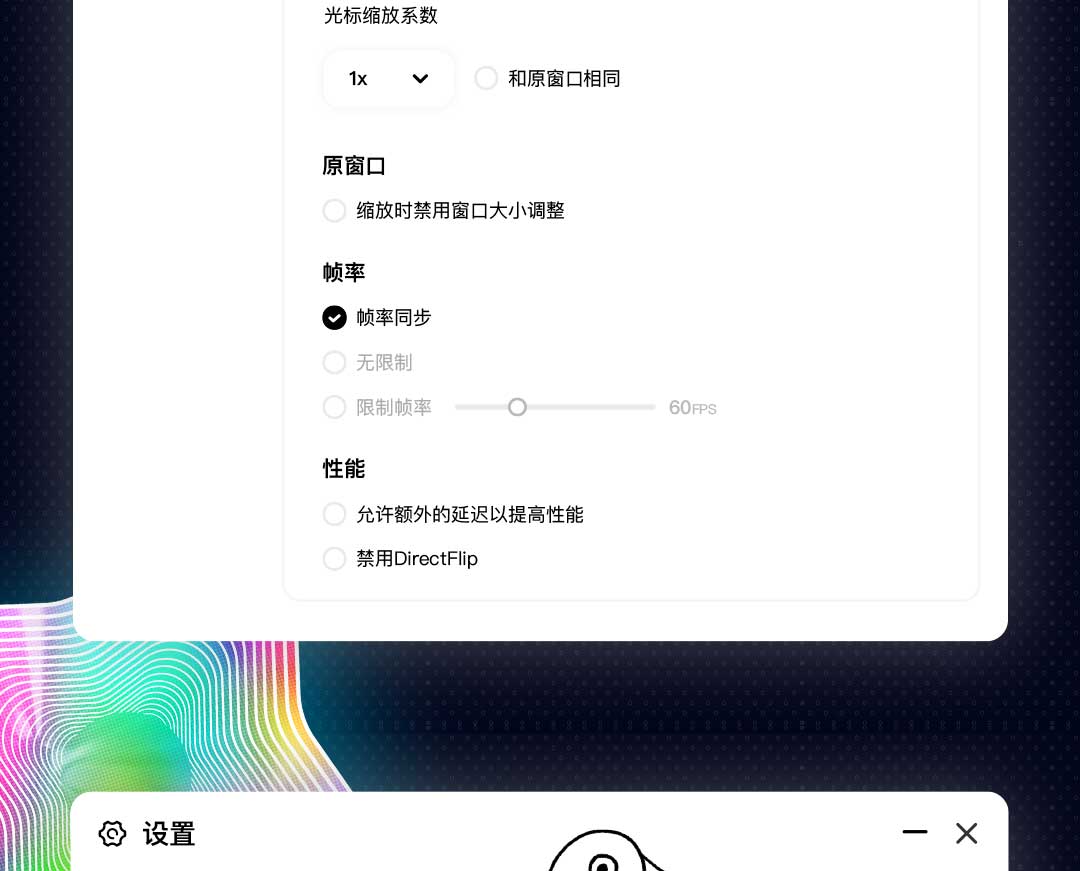 光标缩放系数
1x 和原窗口相同
原窗口
缩放时禁用窗口大小调整
帧率
帧率同步
无限制
限制帧率 60FPS
性能
允许额外的延迟以提高性能
禁用DirectFlip
设置